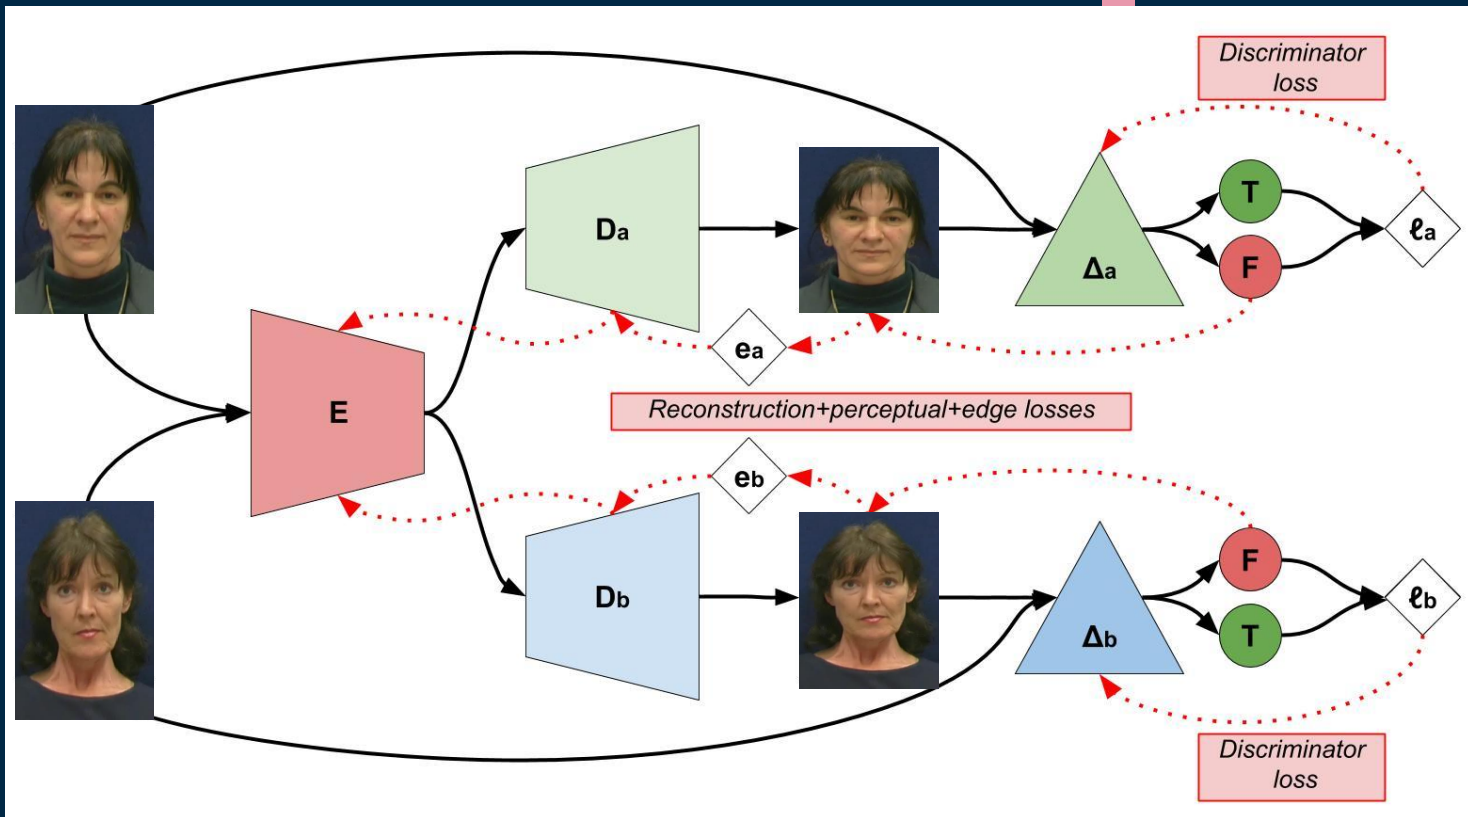 Discriminator
loss
T
Da
ℓa
F
Δa
ea
E
Reconstruction+perceptual+edge losses
eb
F
Db
ℓb
T
Δb
Discriminator
loss